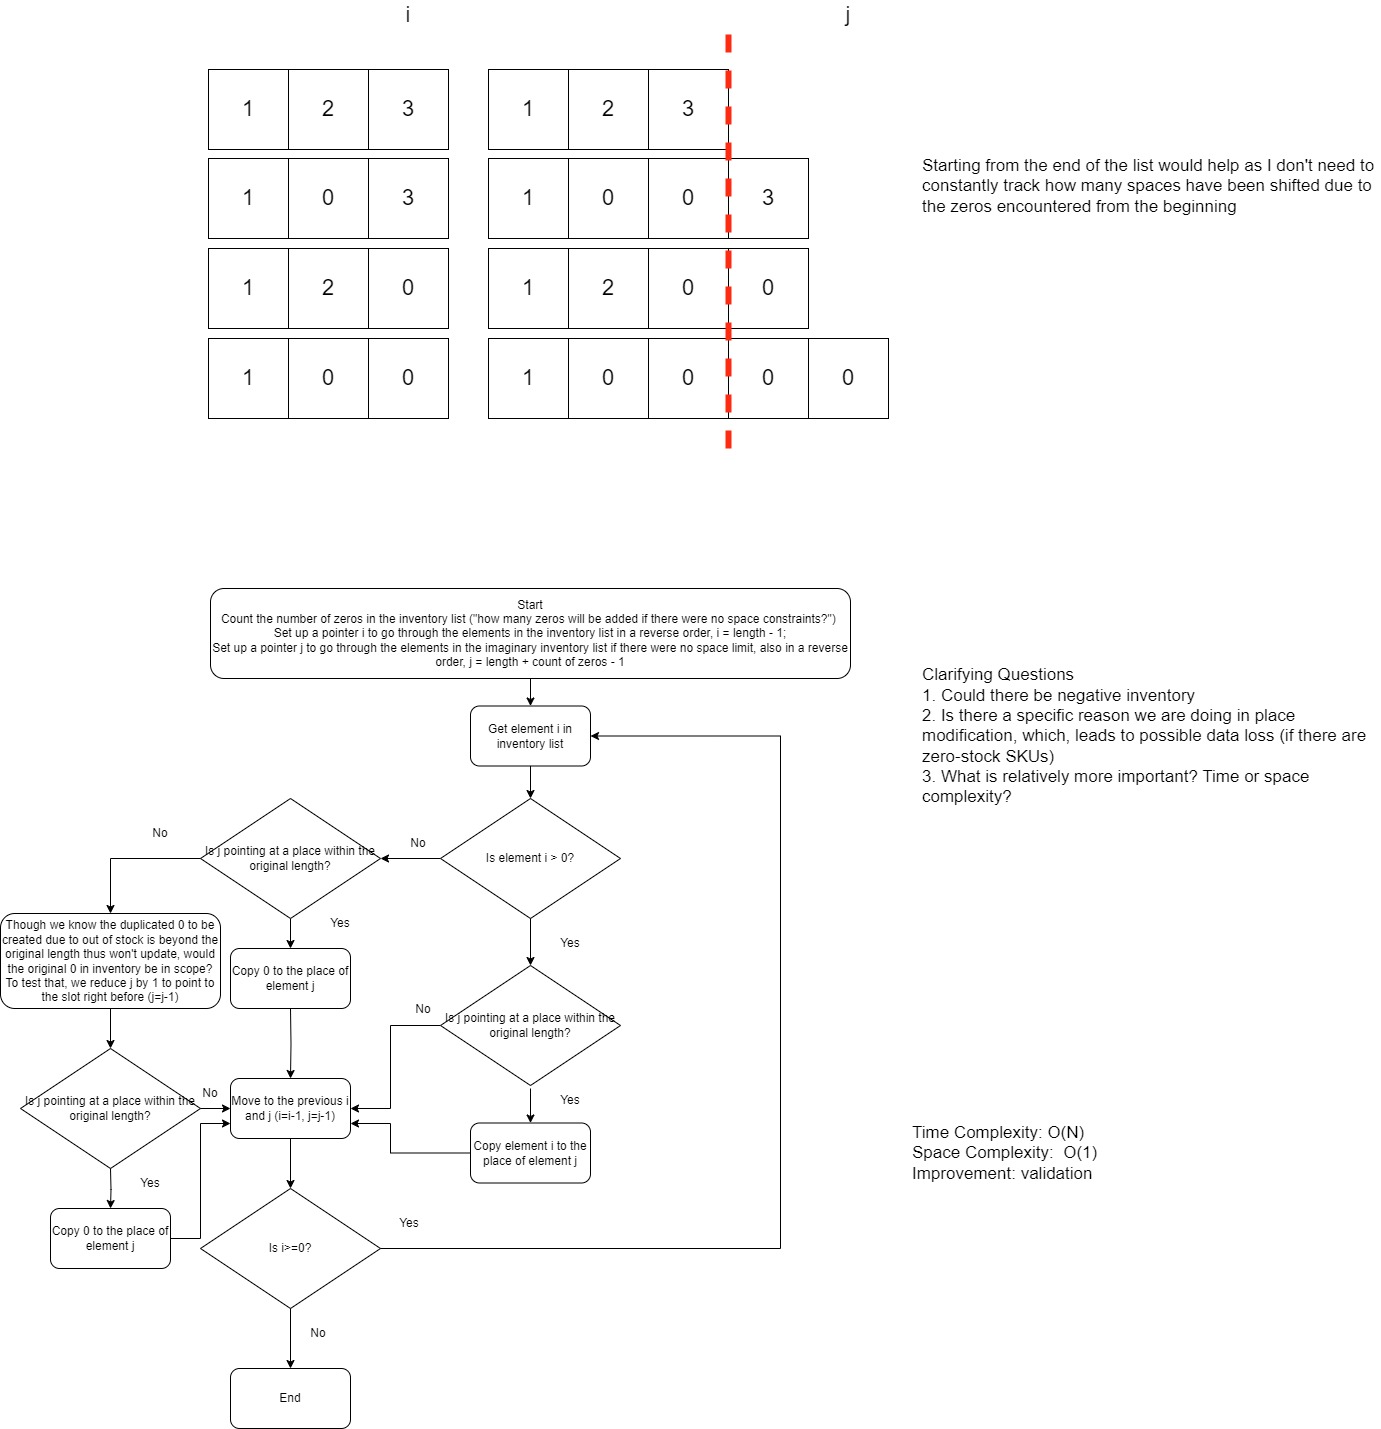 i
j
1 2 3 1 2 3
1 0 3 1 0 0 3
1 2 0 1 2 0 0
1 0 0 1 0 0 0 0
Starting from the end of the list would help as I don't need to
constantly track how many spaces have been shifted due to
the zeros encountered from the beginning
Start
Count the number of zeros in the inventory list ("how many zeros will be added if there were no space constraints?")
Set up a pointer i to go through the elements in the inventory list in a reverse order, i = length - 1;
Set up a pointer j to go through the elements in the imaginary inventory list if there were no space limit, also in a reverse
order, j = length + count of zeros - 1
Get element i in
inventory list
Clarifying Questions
1. Could there be negative inventory
2. Is there a specific reason we are doing in place
modification, which, leads to possible data loss (if there are
zero-stock SKUs)
3. What is relatively more important? Time or space
complexity?
Is element i > 0?
No
Is j pointing at a place within the
original length?
No
Yes
Though we know the duplicated 0 to be
created due to out of stock is beyond the
original length thus won't update, would
the original 0 in inventory be in scope?
To test that, we reduce j by 1 to point to
the slot right before (j=j-1)
Copy 0 to the place of
element j
Yes
Is j pointing at a place within the
original length?
No
Yes
Copy element i to the
place of element j
Is j pointing at a place within the
original length?
No
Yes
Copy 0 to the place of
element j
Move to the previous i
and j (i=i-1, j=j-1)
Time Complexity: O(N)
Space Complexity:  O(1)
Improvement: validation
Is i>=0?
Yes
No
End